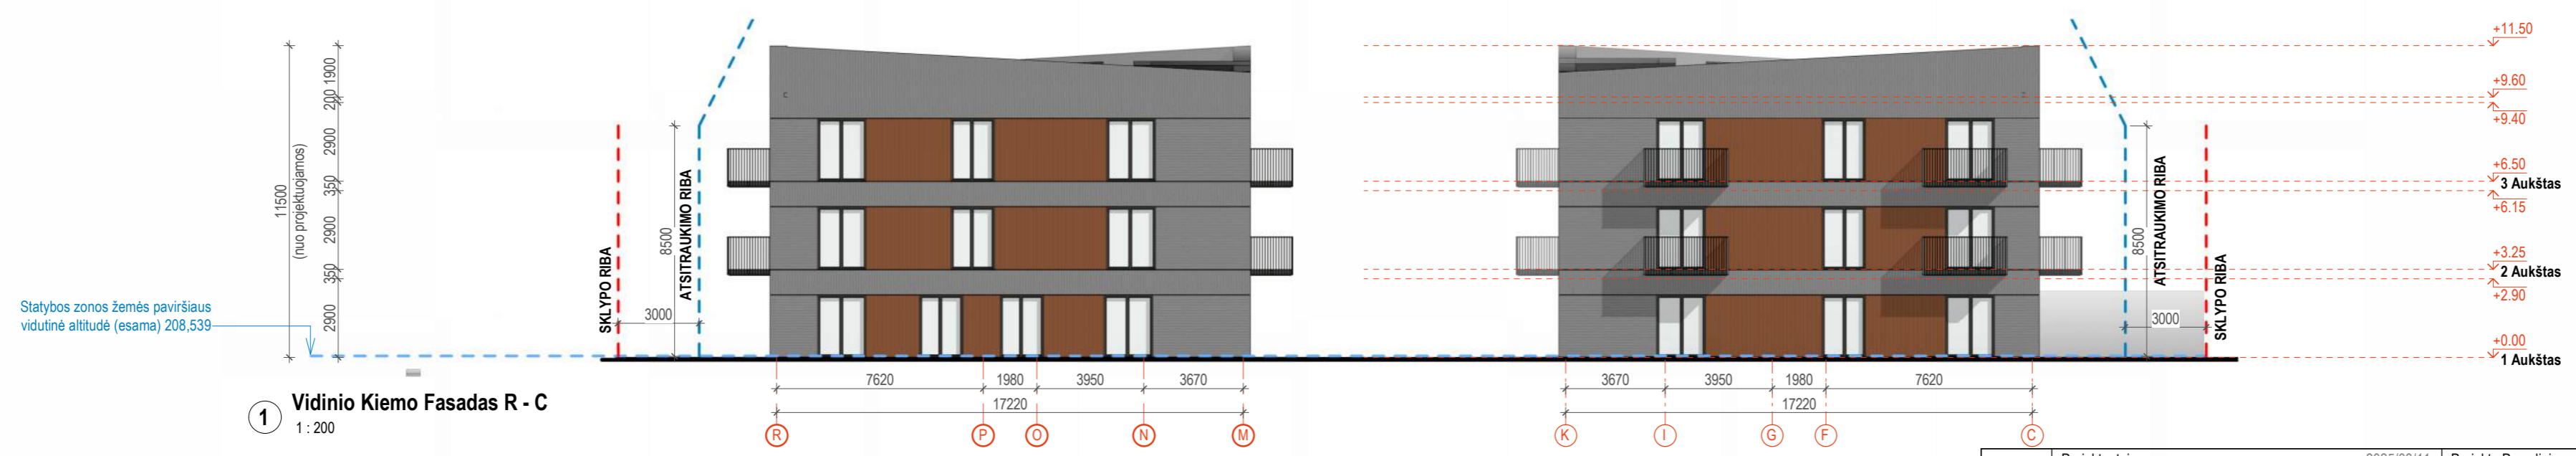 +11.50
+9.60
+9.40
+6.50
3 Aukštas
+6.15
+3.25
2 Aukštas
+2.90
+0.00
1 Aukštas
11500
(nuo projektuojamos)
1900
200
2900
350
2900
350
2900
Statybos zonos žemės paviršiaus
vidutinė altitudė (esama) 208,539
SKLYPO RIBA
3000
8500
ATSITRAUKIMO RIBA
7620 1980 3950 3670
17220
R P O N M
3670 3950 1980 7620
17220
K I G F C
8500
ATSITRAUKIMO RIBA
3000
SKLYPO RIBA
1 Vidinio Kiemo Fasadas R - C
1 : 200